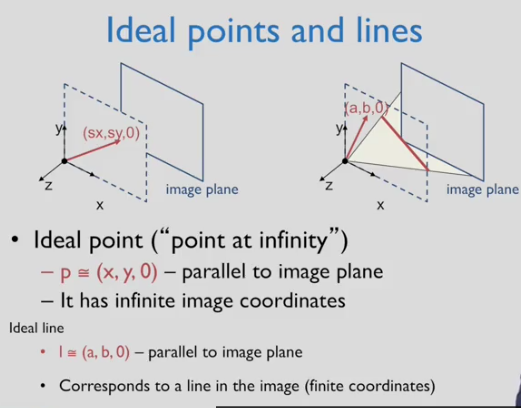 Ideal points and lines
y
(sx,sy,0)
z
x
image plane
(a,b,0)
y
z
x
image plane
• Ideal point (“point at infinity”)
– p ≅ (x, y, 0) – parallel to image plane
– It has infinite image coordinates
Ideal line
• l ≅ (a, b, 0) – parallel to image plane
• Corresponds to a line in the image (finite coordinates)